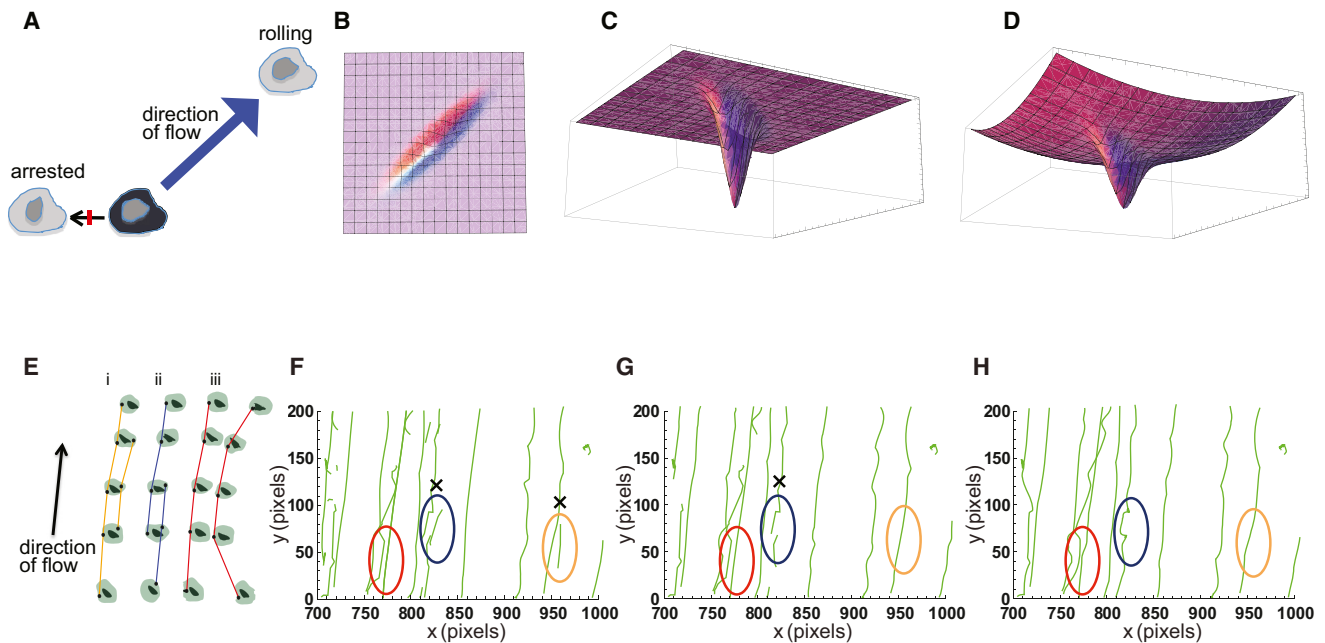 A
B
C
D
rolling
direction
of flow
arrested
E
F
G
H
i
ii
iii
direction
of flow
200
150
100
50
0
y (pixels)
700 750 800 850 900 950 1000
x (pixels)
200
150
100
50
0
y (pixels)
700 750 800 850 900 950 1000
x (pixels)
200
150
100
50
0
y (pixels)
700 750 800 850 900 950 1000
x (pixels)